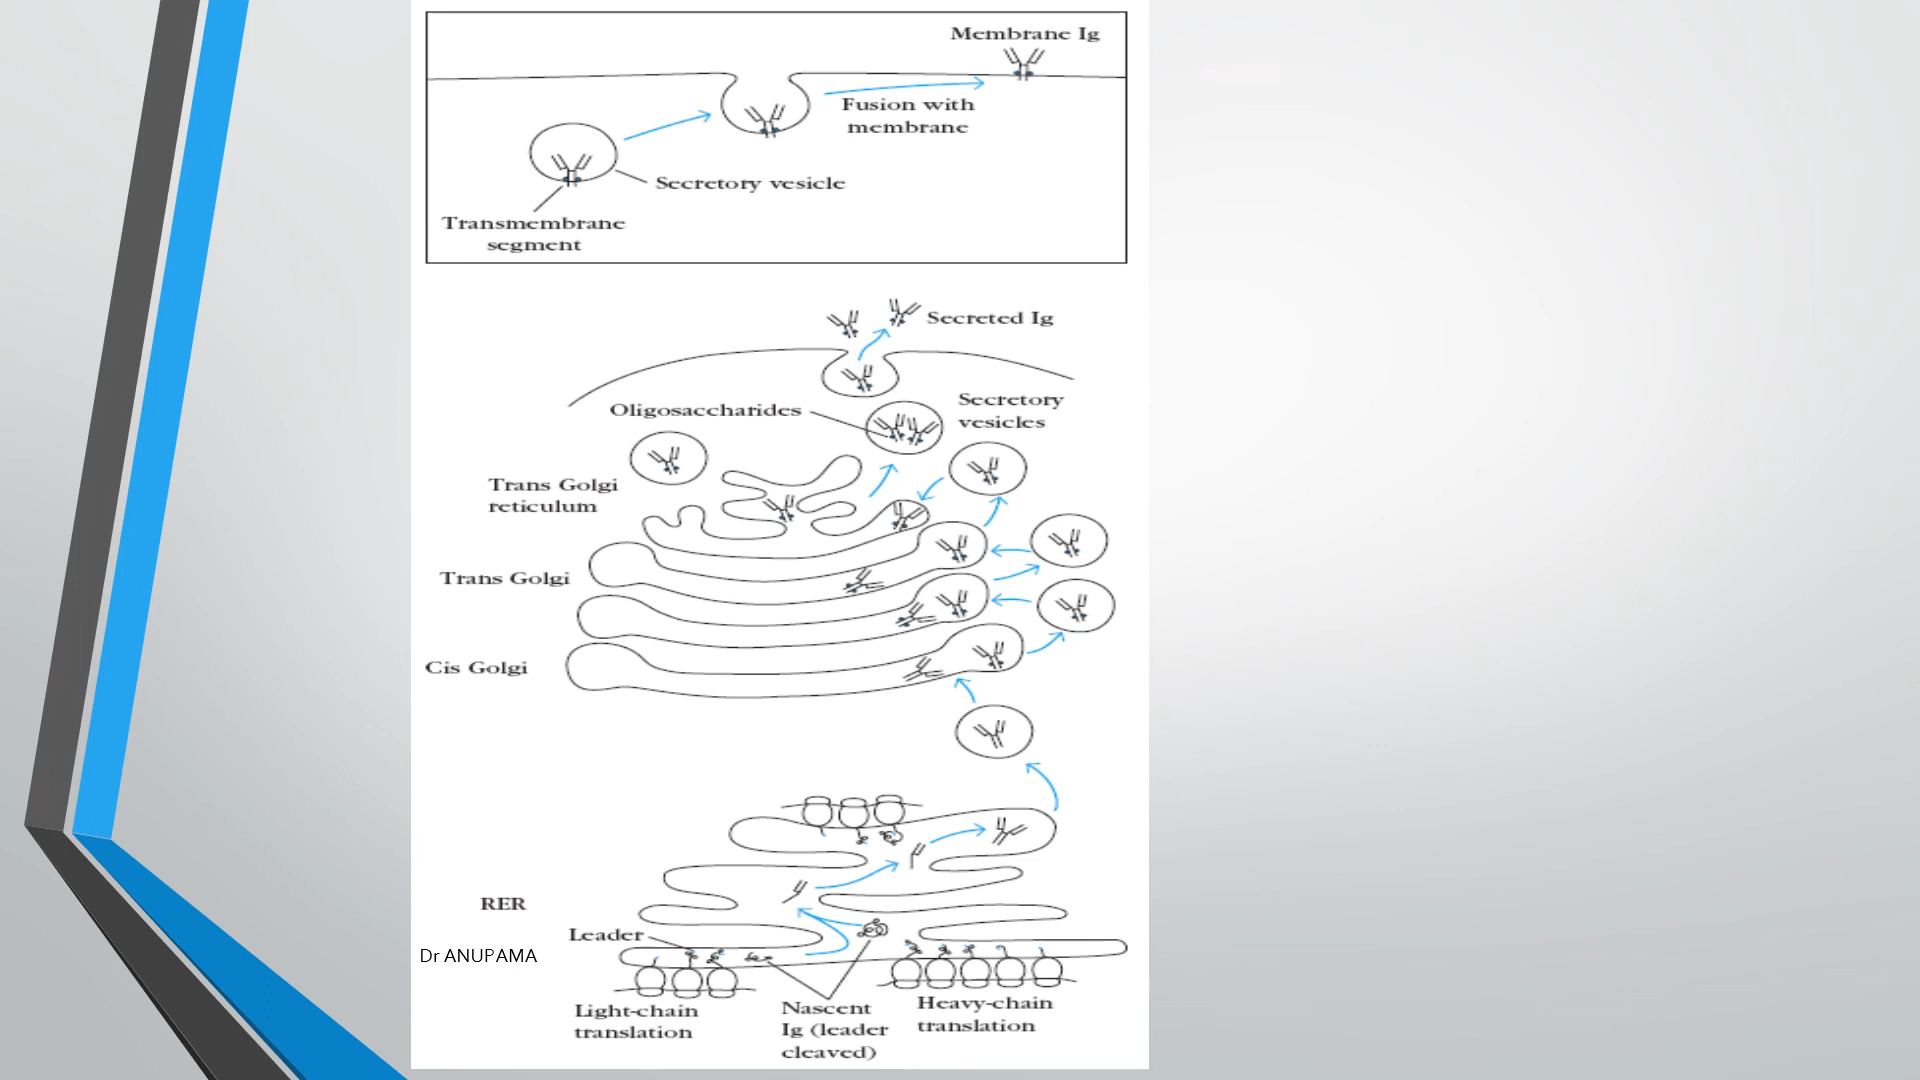 Membrane Ig
Fusion with
membrane
Secretory vesicle
Transmembrane
segment
Secreted Ig
Oligosaccharides
Secretory
vesicles
Trans Golgi
reticulum
Trans Golgi
Cis Golgi
RER
Leader
Dr ANUPAMA
Light-chain
translation
Nascent
Ig (leader
cleaved)
Heavy-chain
translation